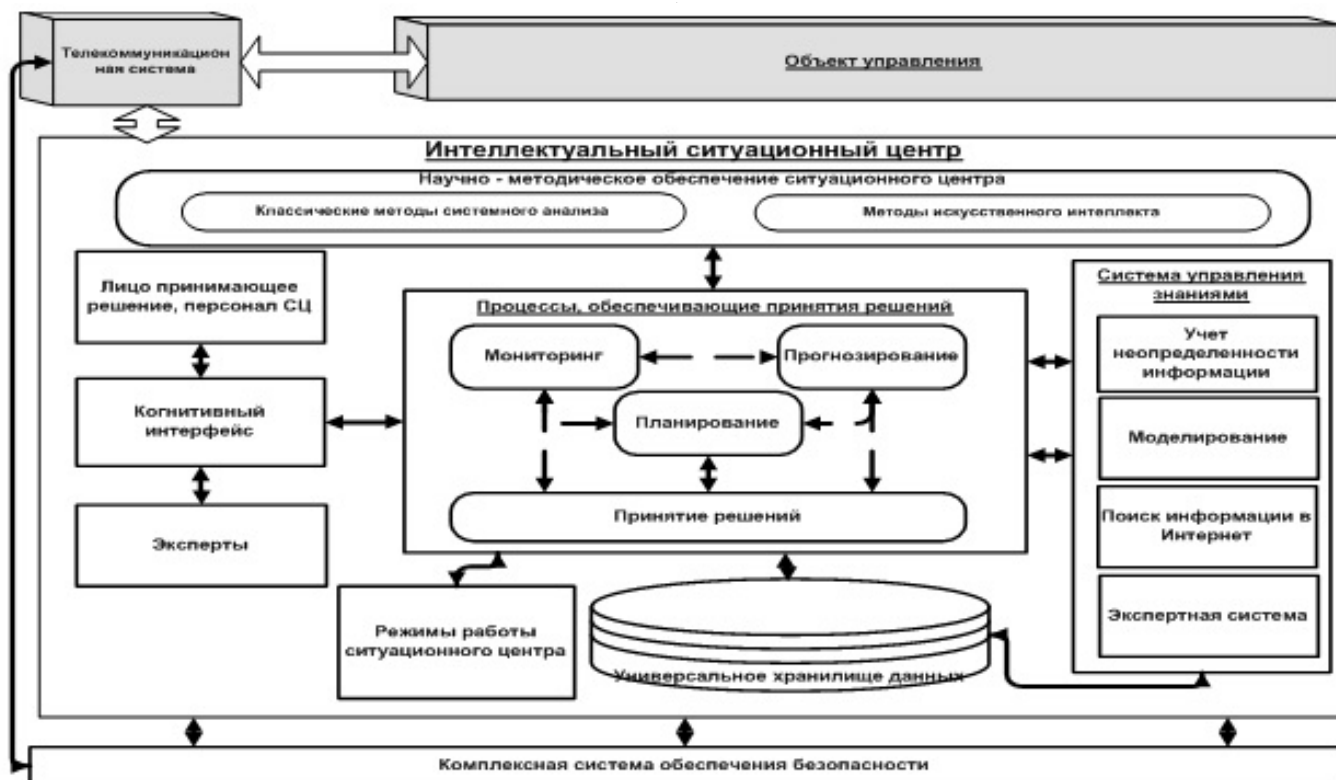 Телекоммуникацион
ная система
Объект управления
Интеллектуальный ситуационный центр
Научно - методическое обеспечение ситуационного центра
Классические методы системного анализа
Методы искусственного интеллекта
Лицо принимающее
решение, персонал СЦ
Когнитивный
интерфейс
Эксперты
Процессы, обеспечивающие принятия решений
Мониторинг
Прогнозирование
Планирование
Принятие решений
Система управления
знаниями
Учет
неопределенности
информации
Моделирование
Поиск информации в
Интернет
Экспертная система
Режимы работы
ситуационного центра
Универсальное хранилище данных
Комплексная система обеспечения безопасности